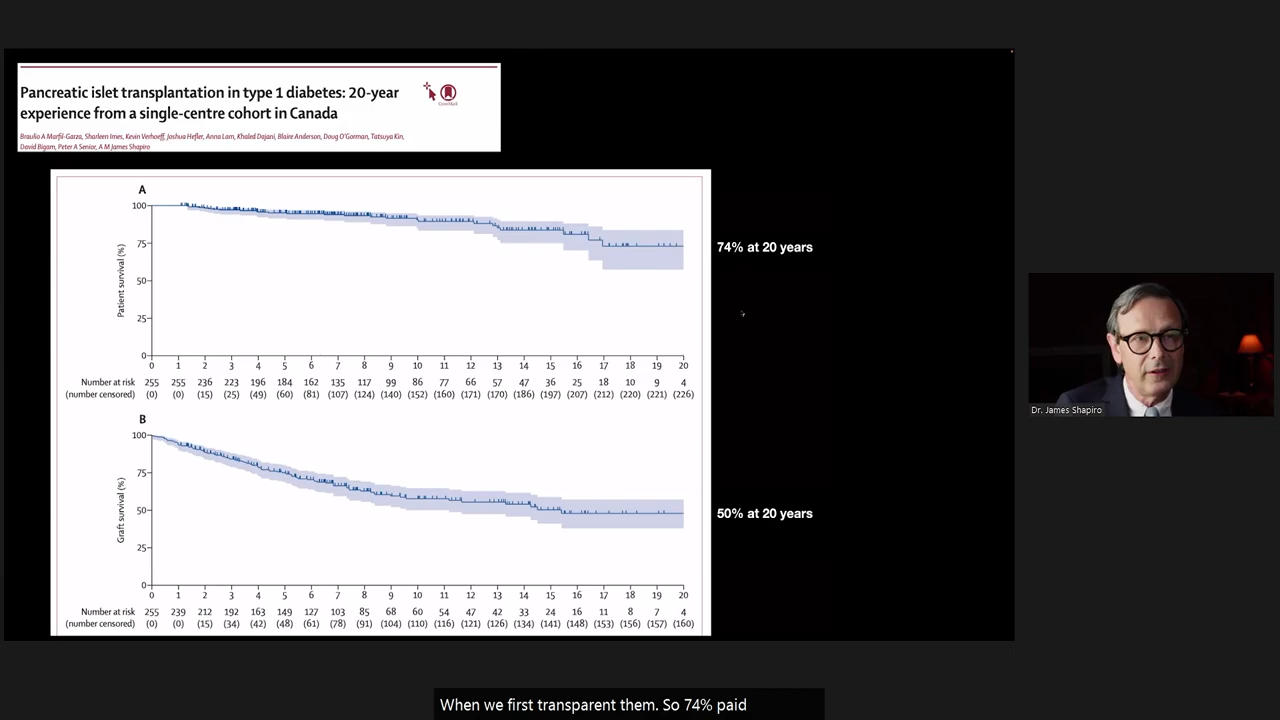 Pancreatic islet transplantation in type 1 diabetes: 20-year
experience from a single-centre cohort in Canada
CrossMark
Braulio A Marfil-Garza, Sharleen Imes, Kevin Verhoeff, Joshua Hefler, Anna Lam, Khaled Dajani, Blaire Anderson, Doug O'Gorman, Tatsuya Kin,
David Bigam, Peter A Senior, A M James Shapiro
A
Patient survival (%)
100
75
50
25
0
0 1 2 3 4 5 6 7 8 9 10 11 12 13 14 15 16 17 18 19 20
Number at risk 255 255 236 223 196 184 162 135 117 99 86 77 66 57 47 36 25 18 10 9 4
(number censored) (0) (0) (15) (25) (49) (60) (81) (107) (124) (140) (152) (160) (171) (170) (186) (197) (207) (212) (220) (221) (226)
74% at 20 years
B
Graft survival (%)
100
75
50
25
0
0 1 2 3 4 5 6 7 8 9 10 11 12 13 14 15 16 17 18 19 20
Number at risk 255 239 212 192 163 149 127 103 85 68 60 54 47 42 33 24 16 11 8 7 4
(number censored) (0) (0) (15) (34) (42) (48) (61) (78) (91) (104) (110) (116) (121) (126) (134) (141) (148) (153) (156) (157) (160)
50% at 20 years
Dr. James Shapiro
When we first transparent them. So 74% paid